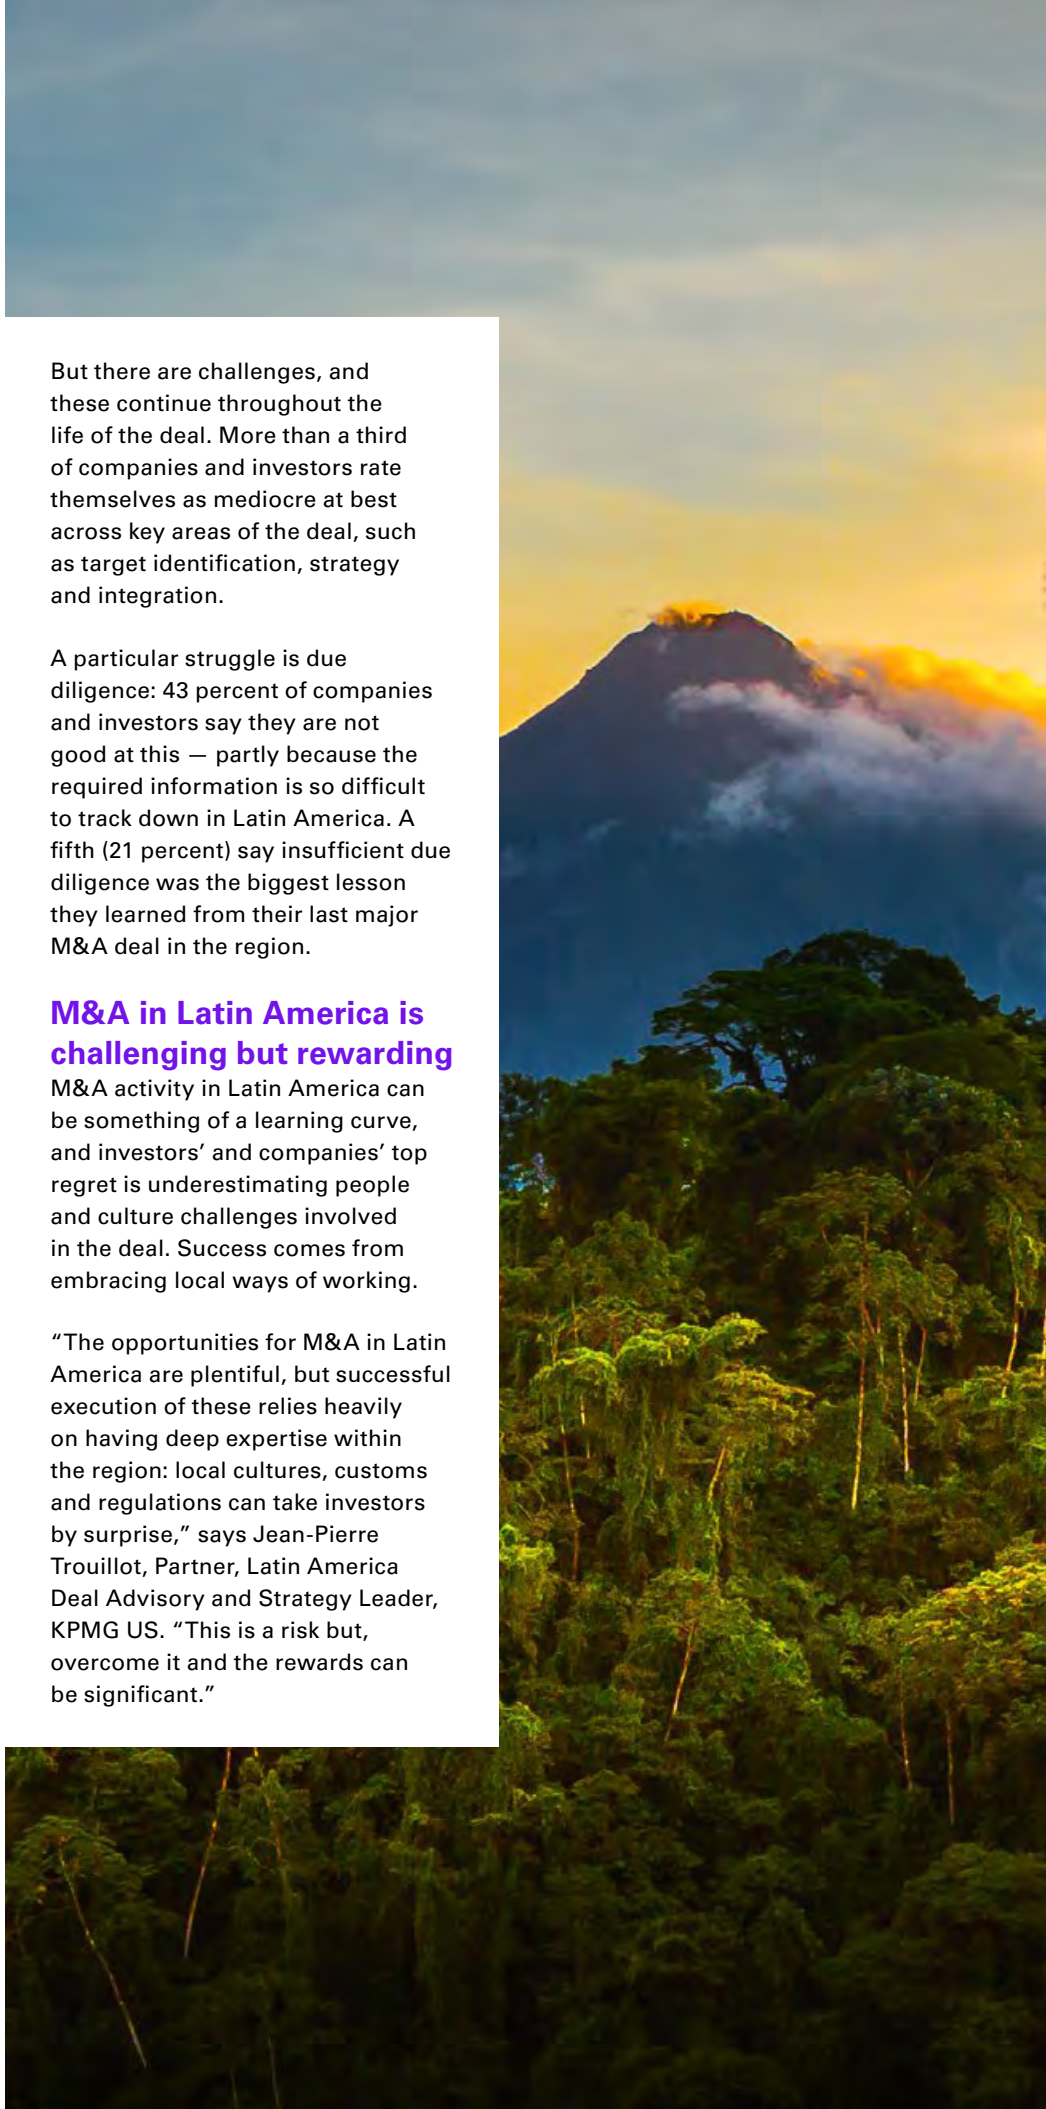 But there are challenges, and
these continue throughout the
life of the deal. More than a third
of companies and investors rate
themselves as mediocre at best
across key areas of the deal, such
as target identification, strategy
and integration.
A particular struggle is due
diligence: 43 percent of companies
and investors say they are not
good at this — partly because the
required information is so difficult
to track down in Latin America. A
fifth (21 percent) say insufficient due
diligence was the biggest lesson
they learned from their last major
M&A deal in the region.
M&A in Latin America is
challenging but rewarding
M&A activity in Latin America can
be something of a learning curve,
and investors’ and companies’ top
regret is underestimating people
and culture challenges involved
in the deal. Success comes from
embracing local ways of working.
“The opportunities for M&A in Latin
America are plentiful, but successful
execution of these relies heavily
on having deep expertise within
the region: local cultures, customs
and regulations can take investors
by surprise,” says Jean-Pierre
Trouillot, Partner, Latin America
Deal Advisory and Strategy Leader,
KPMG US. “This is a risk but,
overcome it and the rewards can
be significant.”